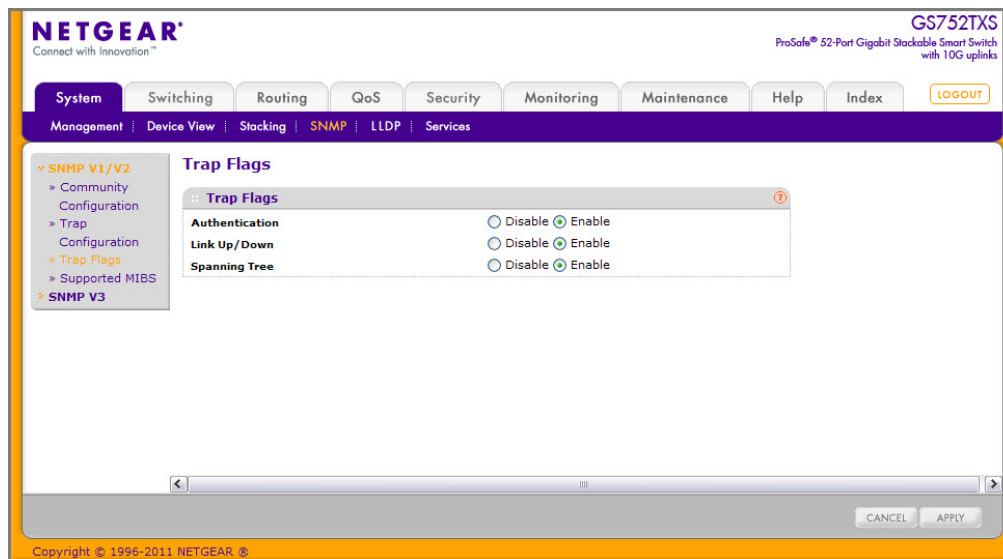 NETGEAR®
Connect with Innovation™
GS752TXS
ProSafe® 52-Port Gigabit Stackable Smart Switch
with 10G uplinks
System Switching Routing QoS Security Monitoring Maintenance Help Index LOGOUT
Management Device View Stacking SNMP LLDP Services
SNMP V1/V2
» Community
Configuration
» Trap
Configuration
» Trap Flags
» Supported MIBS
SNMP V3
Trap Flags
:: Trap Flags ?
Authentication Disable Enable
Link Up/Down Disable Enable
Spanning Tree Disable Enable
CANCEL APPLY
Copyright © 1996-2011 NETGEAR ®